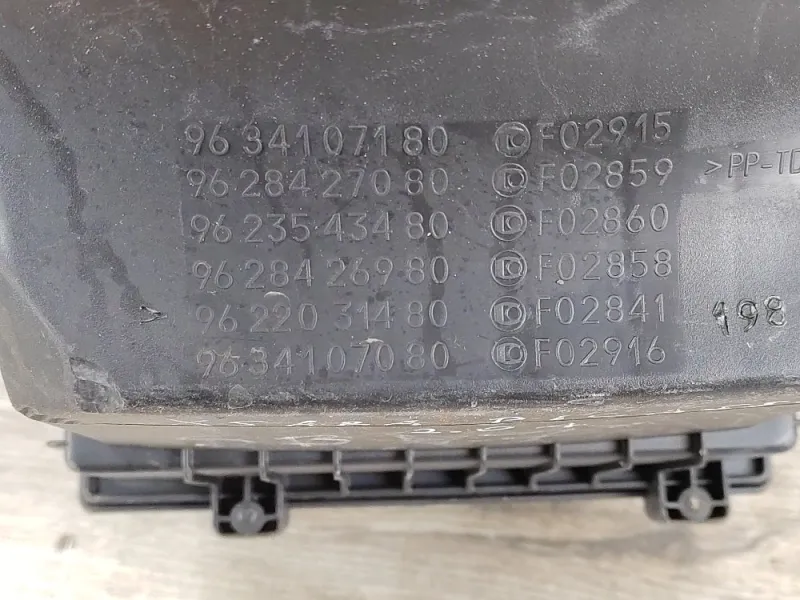 96 341 071 80 F02915
96 284 270 80 F02859 >PP-TD
96 235 434 80 F02860
96 284 269 80 F02858
96 220 314 80 F02841 198
96 341 070 80 F02916